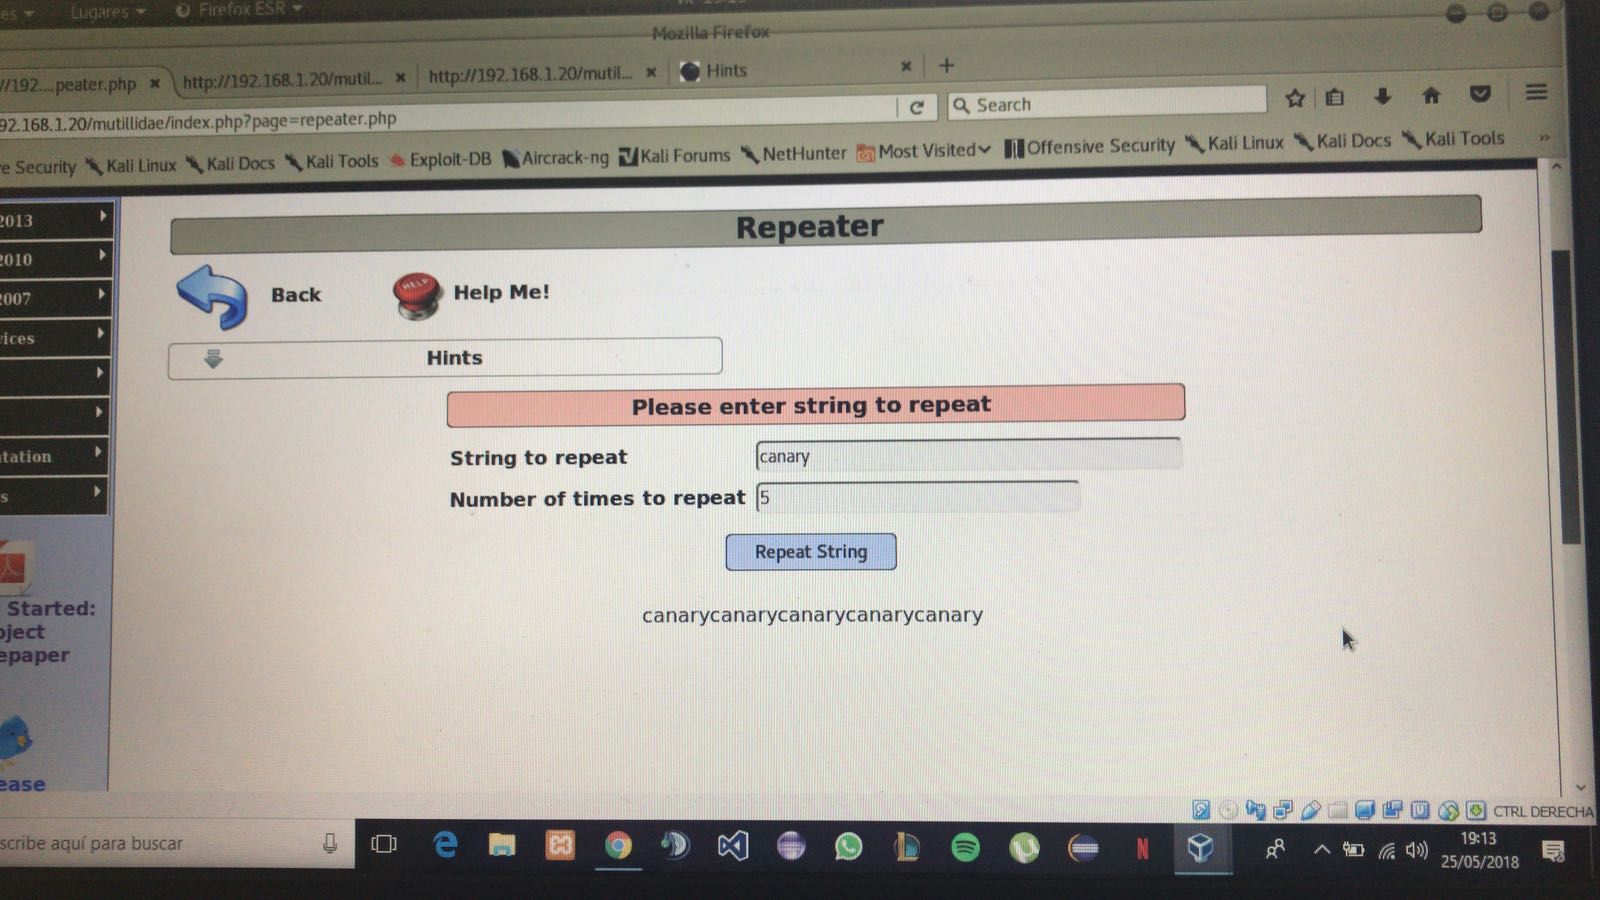 Lugares
Firefox ESR
Mozilla Firefox
//192....peater.php
http://192.168.1.20/mutil...
http://192.168.1.20/mutil...
Hints
92.168.1.20/mutillidae/index.php?page=repeater.php
Search
e Security
Kali Linux
Kali Docs
Kali Tools
Exploit-DB
Aircrack-ng
Kali Forums
NetHunter
Most Visited
Offensive Security
Kali Linux
Kali Docs
Kali Tools
2013
2010
2007
ices
tation
s
Started:
oject
epaper
ease
Repeater
Back
HELP
Help Me!
Hints
Please enter string to repeat
String to repeat
canary
Number of times to repeat
5
Repeat String
canarycanarycanarycanarycanary
CTRL DERECHA
scribe aquí para buscar
19:13
25/05/2018